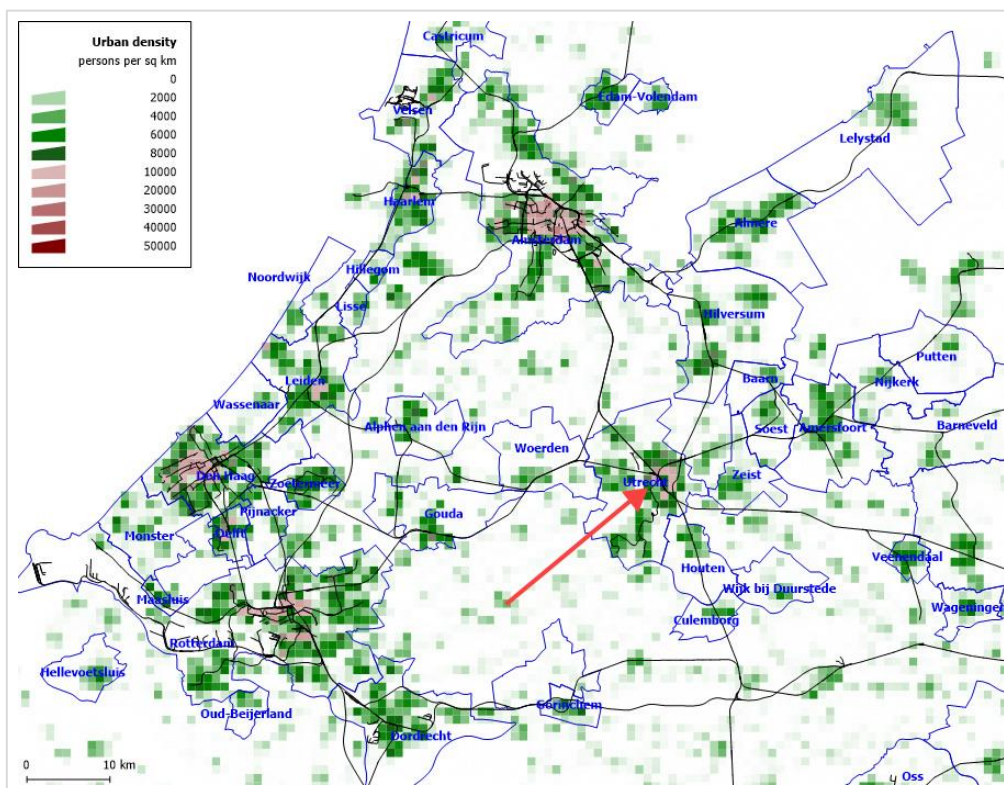 Urban density
persons per sq km
0
2000
4000
6000
8000
10000
20000
30000
40000
50000
Castricum
Velsen
Edam-Volendam
Lelystad
Haarlem
Almere
Amsterdam
Noordwijk
Hillegom
Lisse
Hilversum
Putten
Leiden
Baarn
Nijkerk
Wassenaar
Alphen aan den Rijn
Soest
Amersfoort
Barneveld
Woerden
Den Haag
Zoetermeer
Utrecht
Zeist
Pijnacker
Gouda
Monster
Delft
Veenendaal
Houten
Wijk bij Duurstede
Maasluis
Wageningen
Culemborg
Rotterdam
Hellevoetsluis
Gorinchem
Oud-Beijerland
Dordrecht
Oss
0 10 km